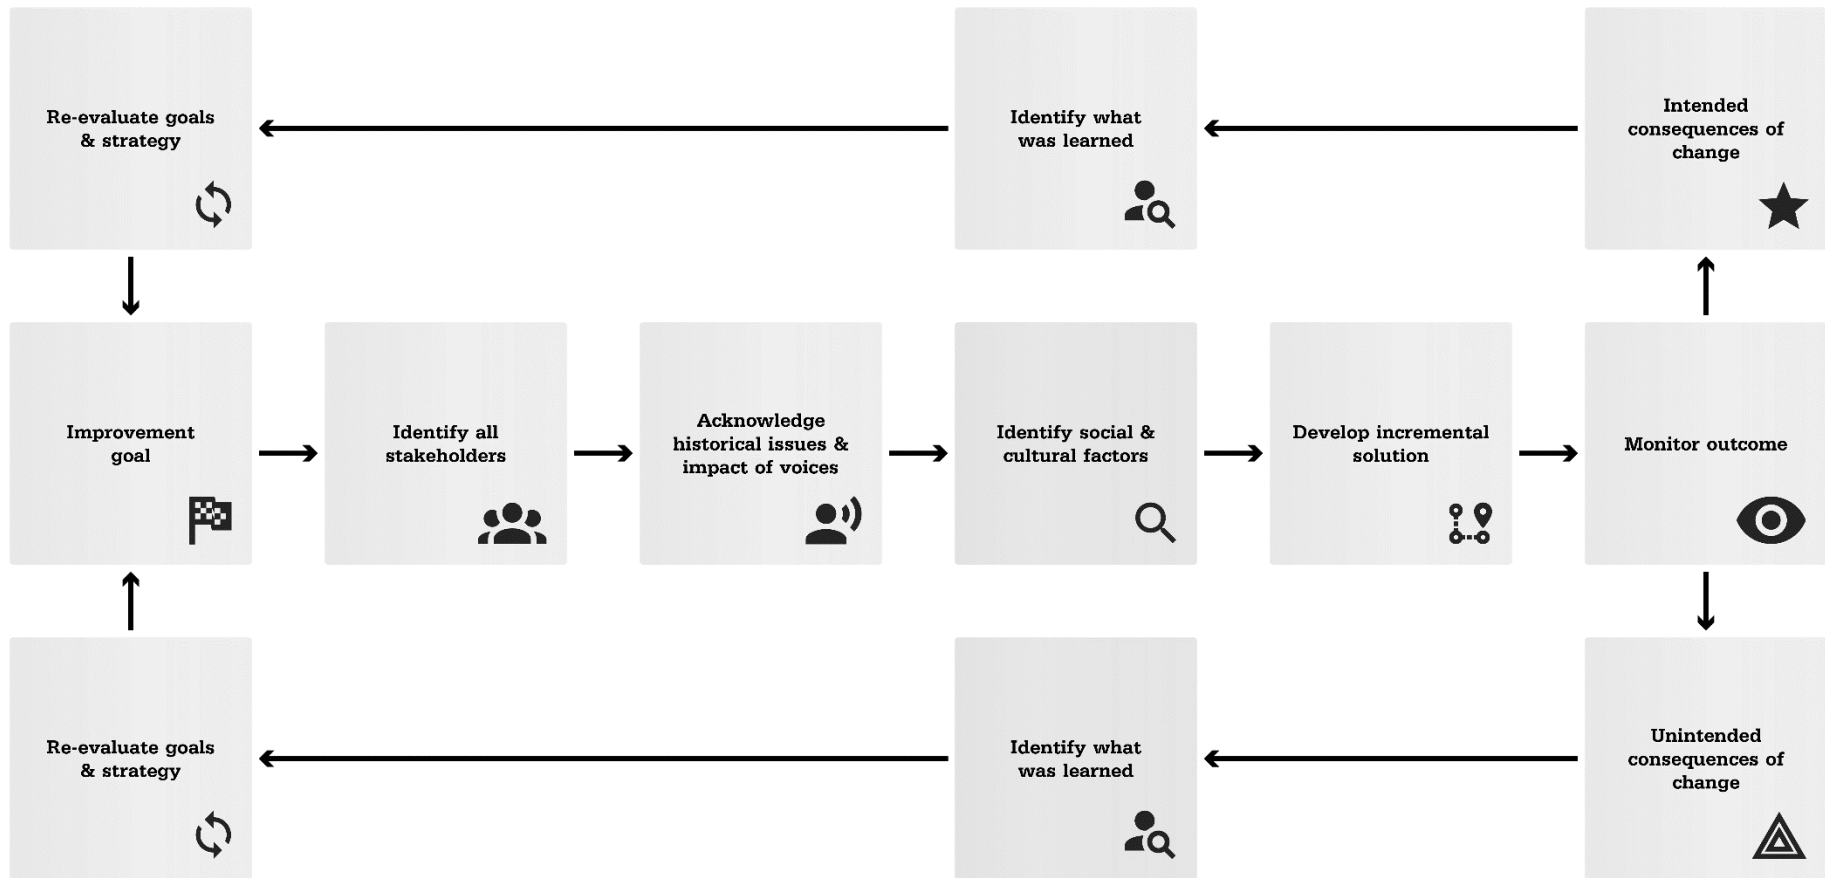 Re-evaluate goals
& strategy
Identify what
was learned
Intended
consequences of
change
Improvement
goal
Identify all
stakeholders
Acknowledge
historical issues &
impact of voices
Identify social &
cultural factors
Develop incremental
solution
Monitor outcome
Re-evaluate goals
& strategy
Identify what
was learned
Unintended
consequences of
change